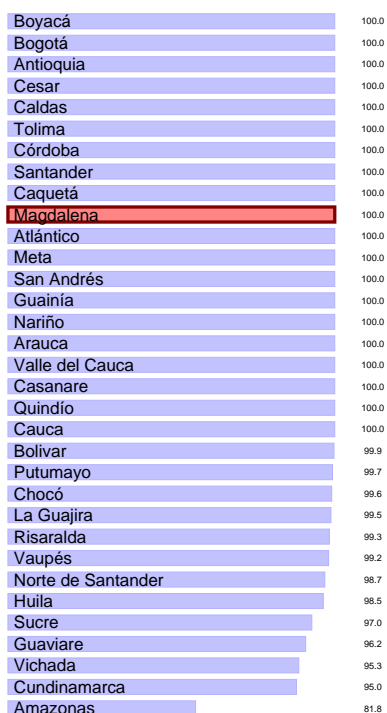 Boyacá 100.0
Bogotá 100.0
Antioquia 100.0
Cesar 100.0
Caldas 100.0
Tolima 100.0
Córdoba 100.0
Santander 100.0
Caquetá 100.0
Magdalena 100.0
Atlántico 100.0
Meta 100.0
San Andrés 100.0
Guainía 100.0
Nariño 100.0
Arauca 100.0
Valle del Cauca 100.0
Casanare 100.0
Quindío 100.0
Cauca 100.0
Bolivar 99.9
Putumayo 99.7
Chocó 99.6
La Guajira 99.5
Risaralda 99.3
Vaupés 99.2
Norte de Santander 98.7
Huila 98.5
Sucre 97.0
Guaviare 96.2
Vichada 95.3
Cundinamarca 95.0
Amazonas 81.8